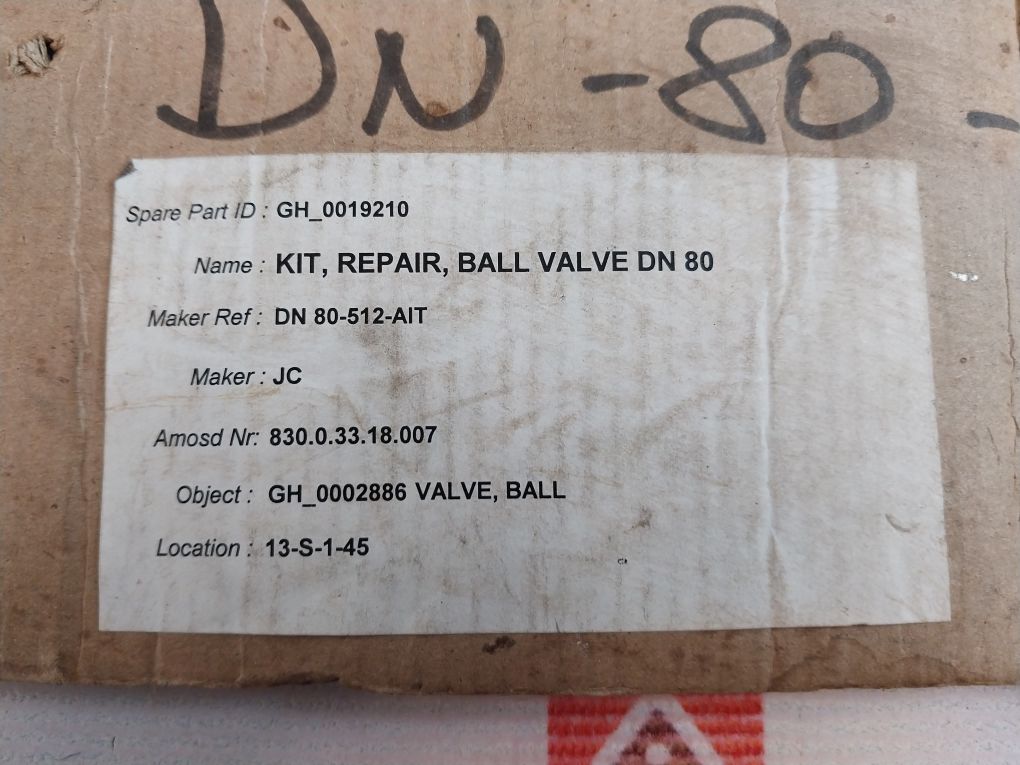 DN -80 -
Spare Part ID : GH_0019210
Name : KIT, REPAIR, BALL VALVE DN 80
Maker Ref : DN 80-512-AIT
Maker : JC
Amosd Nr: 830.0.33.18.007
Object : GH_0002886 VALVE, BALL
Location : 13-S-1-45